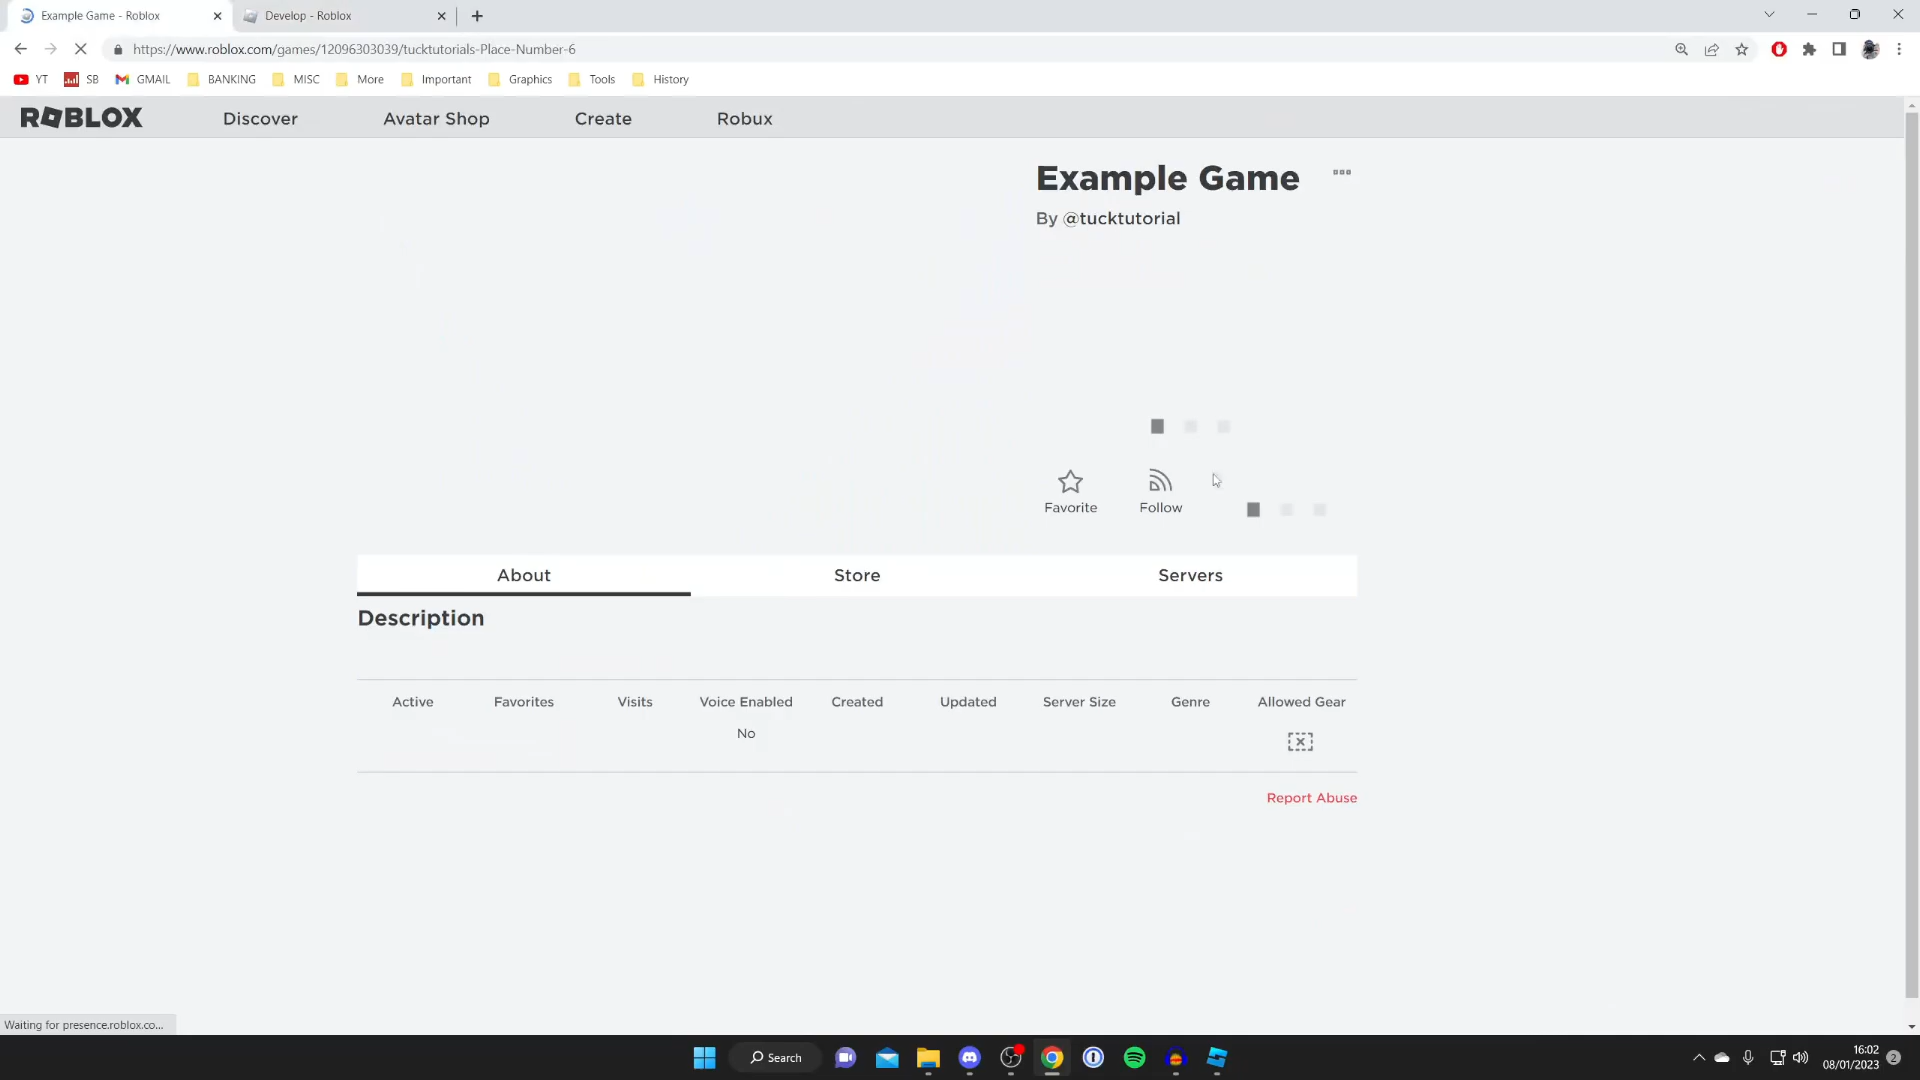 Example Game - Roblox
Develop - Roblox
https://www.roblox.com/games/12096303039/tucktutorials-Place-Number-6
YT
SB
GMAIL
BANKING
MISC
More
Important
Graphics
Tools
History
ROBLOX
Discover
Avatar Shop
Create
Robux
Example Game
By @tucktutorial
Favorite
Follow
About
Store
Servers
Description
Active
Favorites
Visits
Voice Enabled
Created
Updated
Server Size
Genre
Allowed Gear
No
Report Abuse
Waiting for presence.roblox.co...
Search
16:02
08/01/2023
2